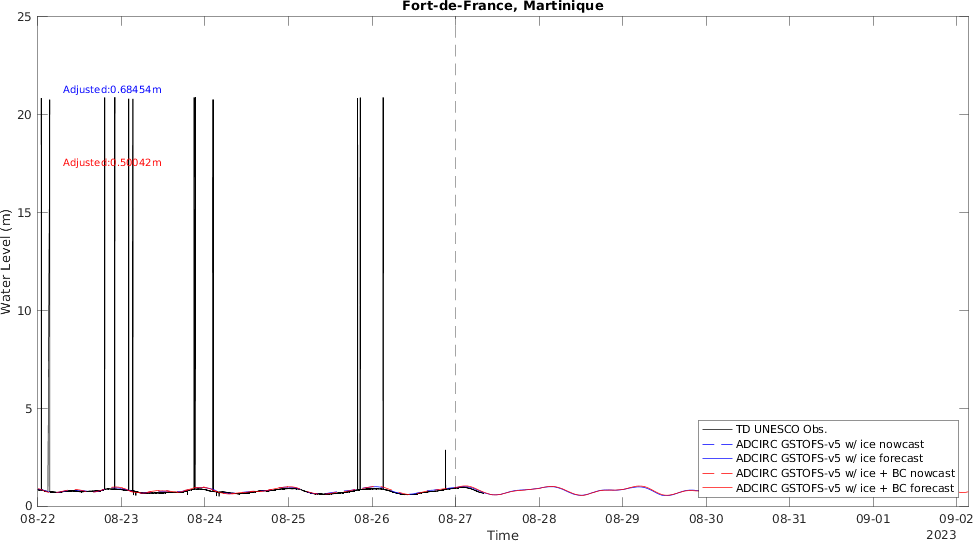 Fort-de-France, Martinique
25
20
15
10
5
0
Water Level (m)
Adjusted:0.68454m
Adjusted:0.50042m
TD UNESCO Obs.
ADCIRC GSTOFS-v5 w/ ice nowcast
ADCIRC GSTOFS-v5 w/ ice forecast
ADCIRC GSTOFS-v5 w/ ice + BC nowcast
ADCIRC GSTOFS-v5 w/ ice + BC forecast
08-22 08-23 08-24 08-25 08-26 08-27 08-28 08-29 08-30 08-31 09-01 09-02
Time
2023